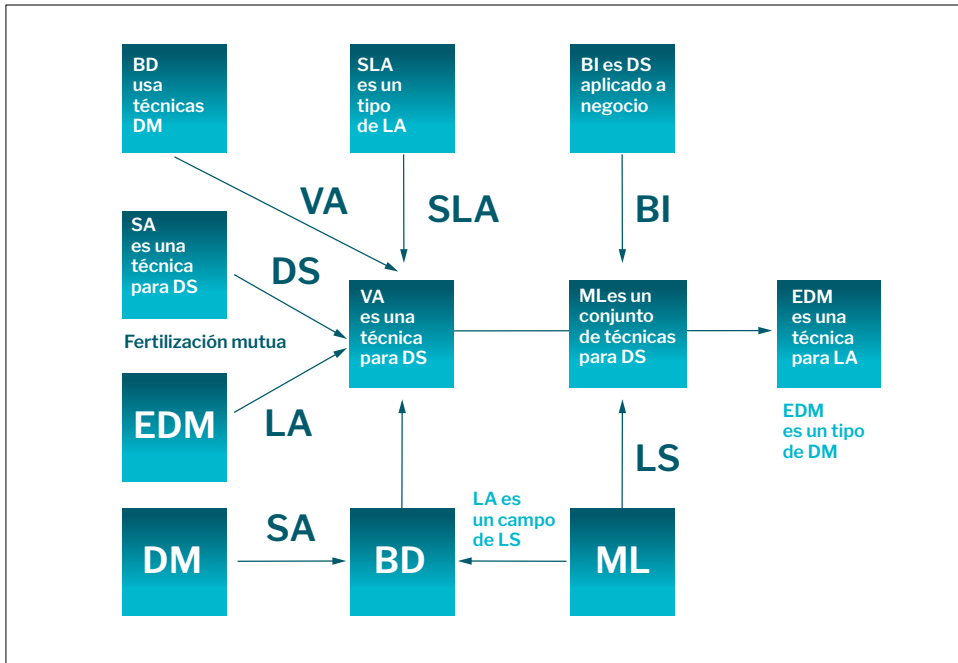 BD
usa
técnicas
DM
SLA
es un
tipo
de LA
BI es DS
aplicado a
negocio
VA
SLA
BI
SA
es una
técnica
para DS
DS
Fertilización mutua
VA
es una
técnica
para DS
MLes un
conjunto
de técnicas
para DS
EDM
es una
técnica
para LA
EDM
LA
EDM
es un tipo
de DM
LS
DM
SA
BD
LA es
un campo
de LS
ML